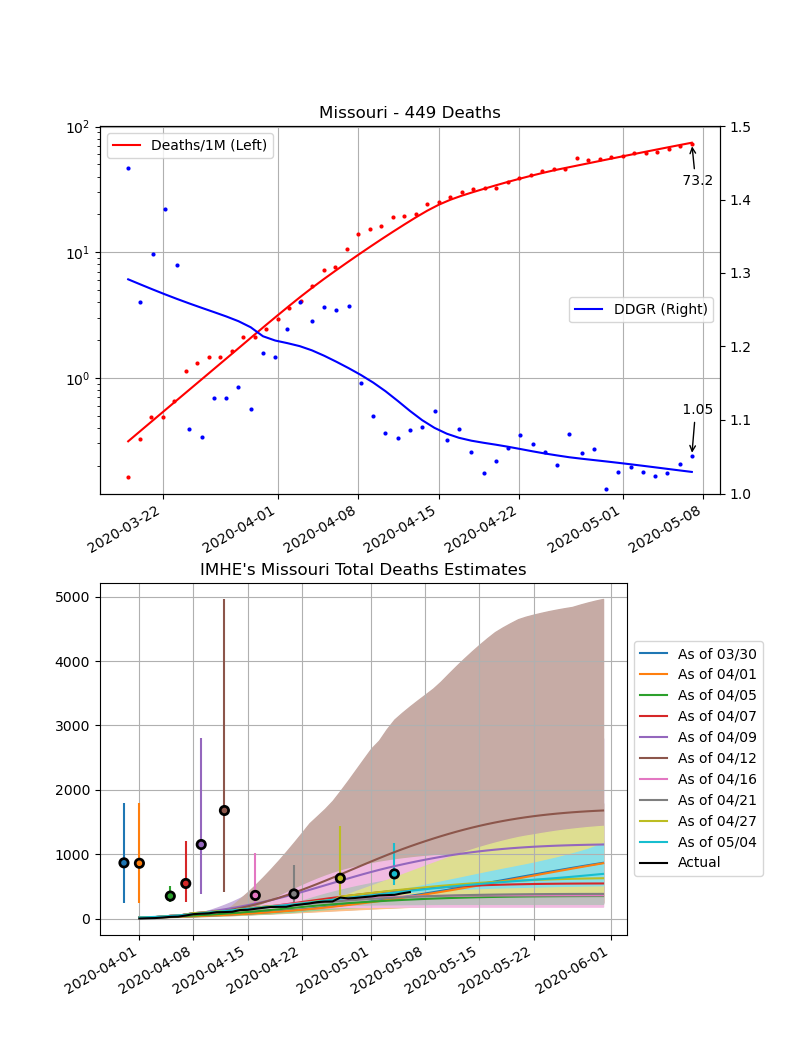 Missouri - 449 Deaths
Deaths/1M (Left)
DDGR (Right)
73.2
1.05
10²
10¹
10⁰
1.5
1.4
1.3
1.2
1.1
1.0
2020-03-22
2020-04-01
2020-04-08
2020-04-15
2020-04-22
2020-05-01
2020-05-08
IMHE's Missouri Total Deaths Estimates
5000
4000
3000
2000
1000
0
2020-04-01
2020-04-08
2020-04-15
2020-04-22
2020-05-01
2020-05-08
2020-05-15
2020-05-22
2020-06-01
As of 03/30
As of 04/01
As of 04/05
As of 04/07
As of 04/09
As of 04/12
As of 04/16
As of 04/21
As of 04/27
As of 05/04
Actual